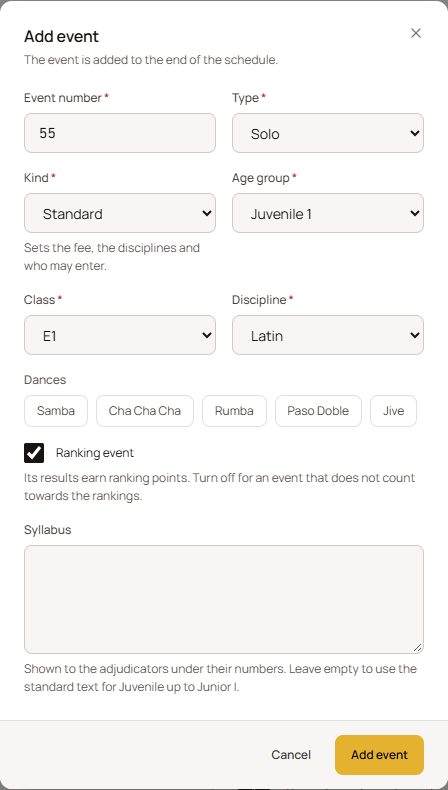 Add event
The event is added to the end of the schedule.
Event number *
Type *
55
Solo
Kind *
Age group *
Standard
Juvenile 1
Sets the fee, the disciplines and
who may enter.
Class *
Discipline *
E1
Latin
Dances
Samba
Cha Cha Cha
Rumba
Paso Doble
Jive
Ranking event
Its results earn ranking points. Turn off for an event that does not count
towards the rankings.
Syllabus
Shown to the adjudicators under their numbers. Leave empty to use the
standard text for Juvenile up to Junior I.
Cancel
Add event